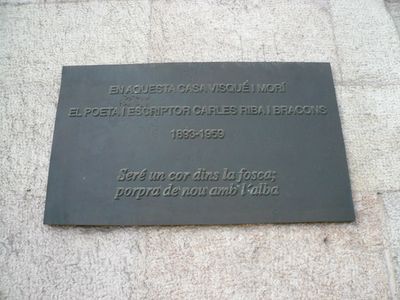 EN AQUESTA CASA VISQUÉ I MORÍ
EL POETA I ESCRIPTOR CARLES RIBA I BRACONS
1893-1959
Seré un cor dins la fosca;
porpra de nou amb l'alba